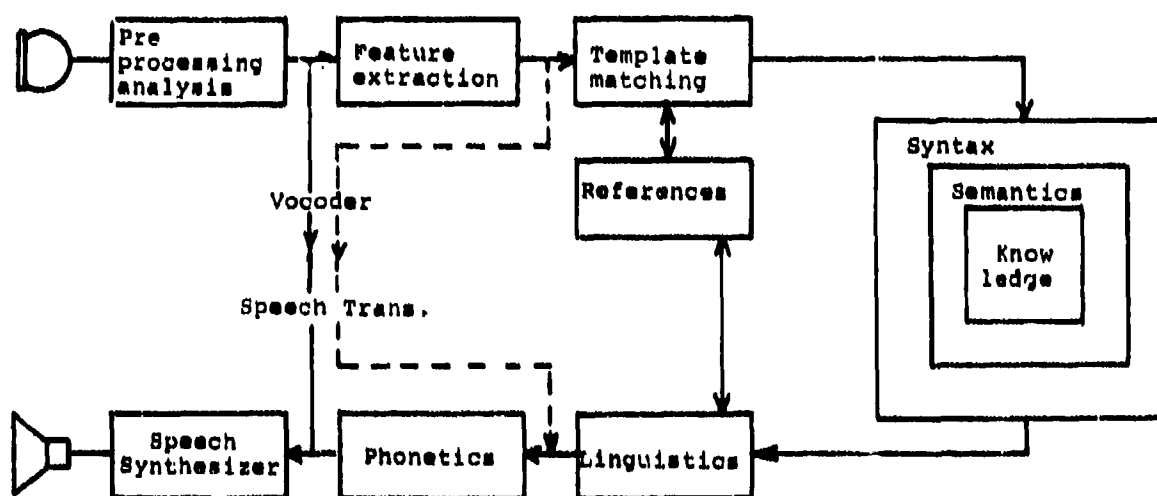 Pre
processing
analysis
Feature
extraction
Template
matching
Syntax
Semantics
Know
ledge
References
Vocoder
Speech Trans.
Speech
Synthesizer
Phonetics
Linguistics